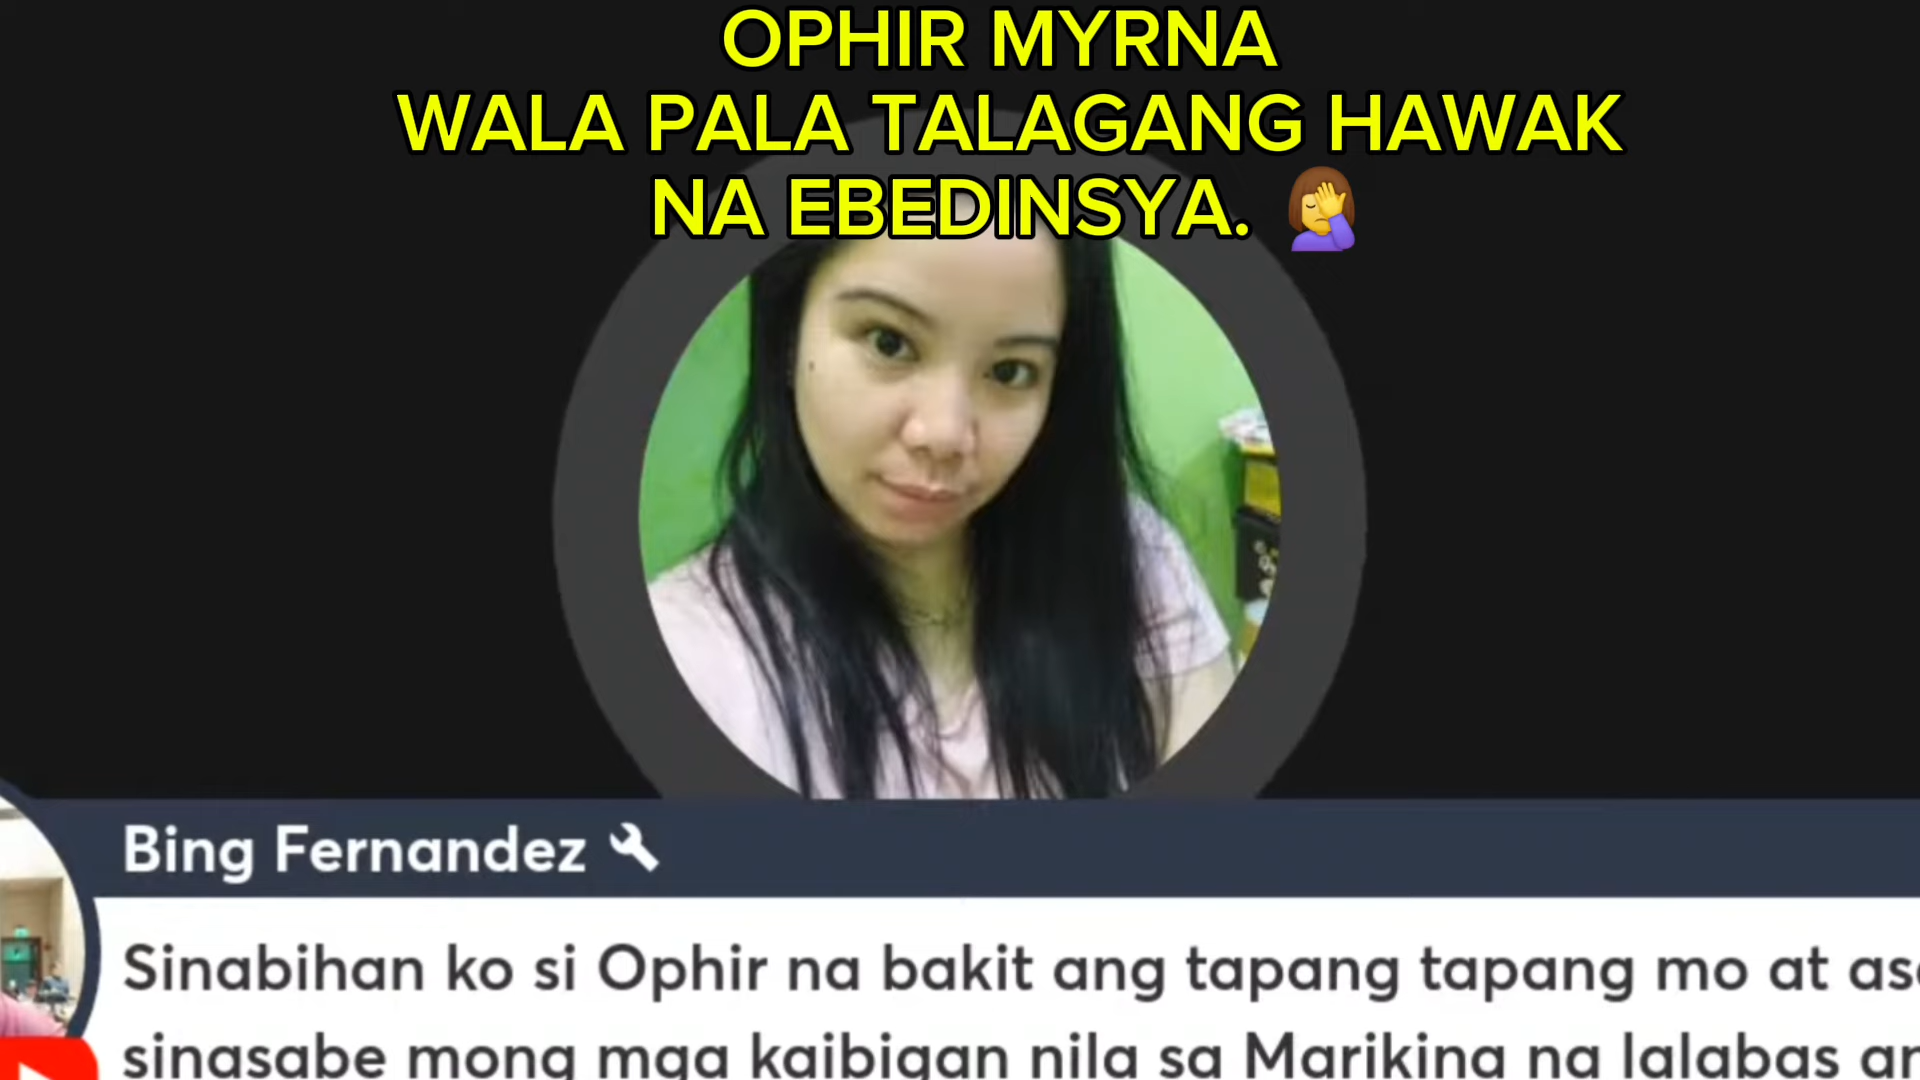 OPHIR MYRNA
WALA PALA TALAGANG HAWAK
NA EBEDINSYA. 🤦‍♀️
Bing Fernandez
Sinabihan ko si Ophir na bakit ang tapang tapang mo at
sinasabe mong mga kaibigan nila sa Marikina na lalabas